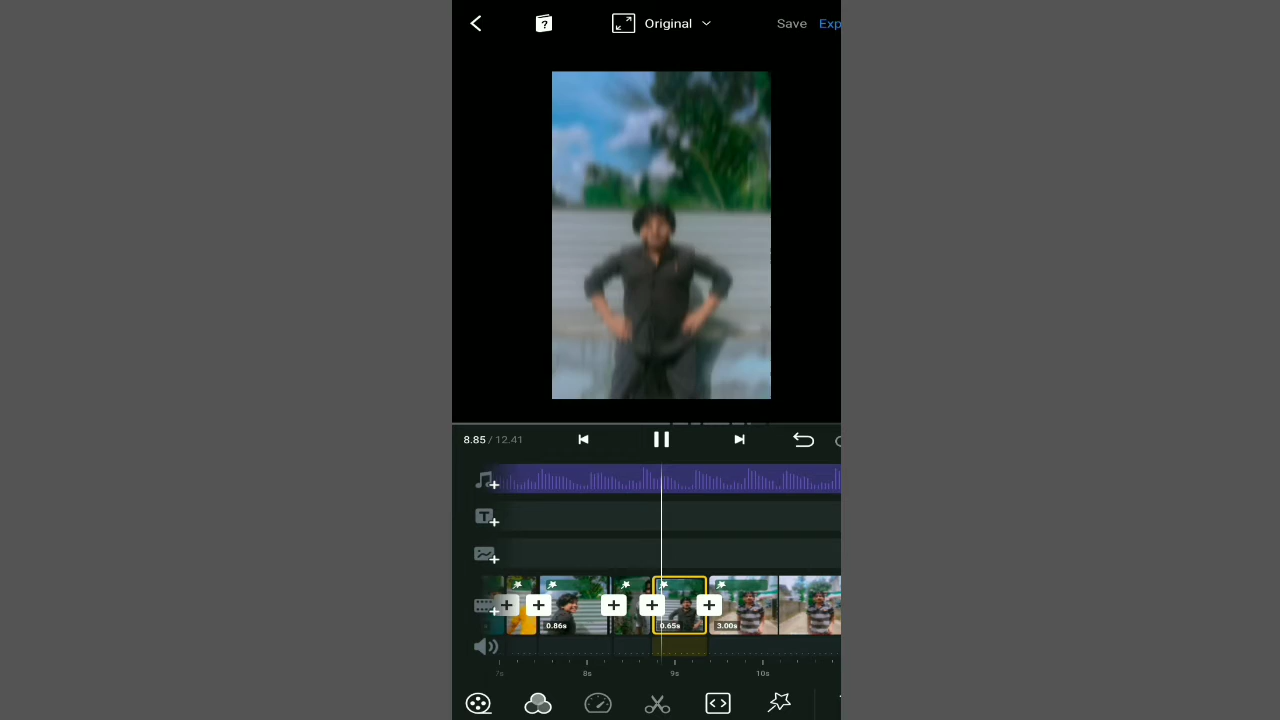 Original
Save
Exp
8.85 / 12.41
T
0.86s
0.65s
3.00s
7s
8s
9s
10s